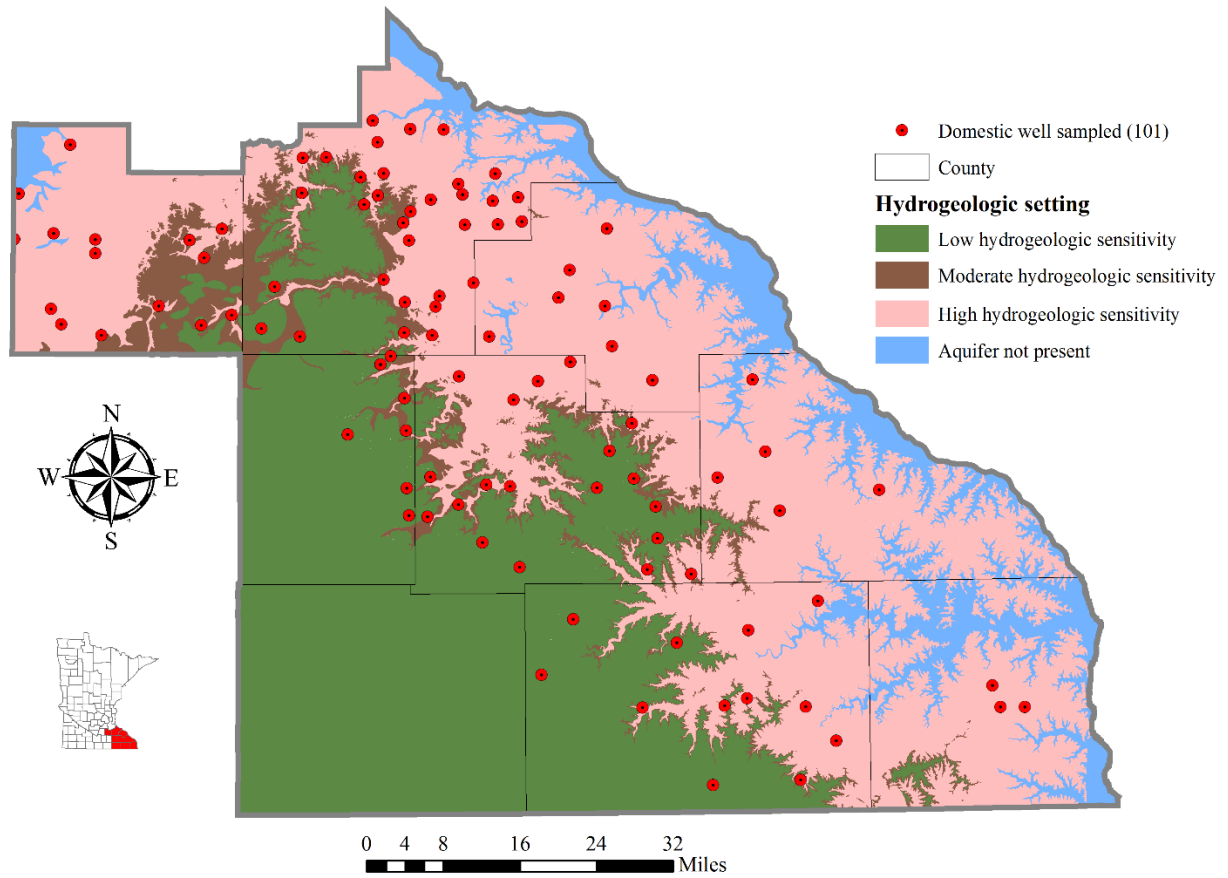 Domestic well sampled (101)
County
Hydrogeologic setting
Low hydrogeologic sensitivity
Moderate hydrogeologic sensitivity
High hydrogeologic sensitivity
Aquifer not present
N
W E
S
0 4 8 16 24 32
Miles